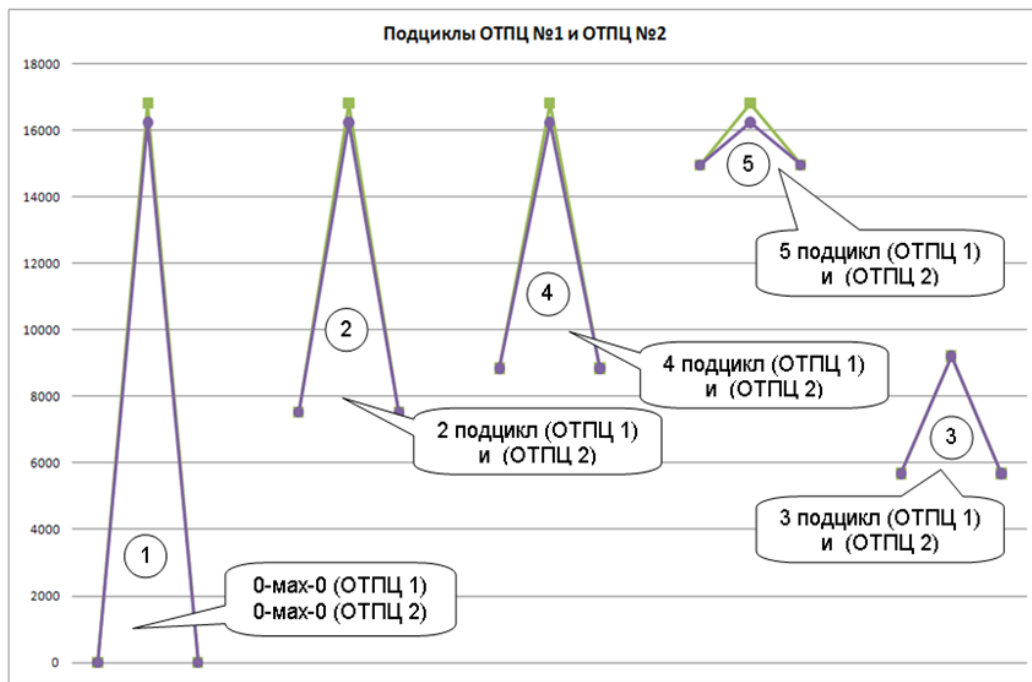 Подциклы ОТПЦ №1 и ОТПЦ №2
18000
16000
14000
12000
10000
8000
6000
4000
2000
0
1
2
4
5
3
5 подцикл (ОТПЦ 1)
и (ОТПЦ 2)
4 подцикл (ОТПЦ 1)
и (ОТПЦ 2)
2 подцикл (ОТПЦ 1)
и (ОТПЦ 2)
3 подцикл (ОТПЦ 1)
и (ОТПЦ 2)
0-мах-0 (ОТПЦ 1)
0-мах-0 (ОТПЦ 2)